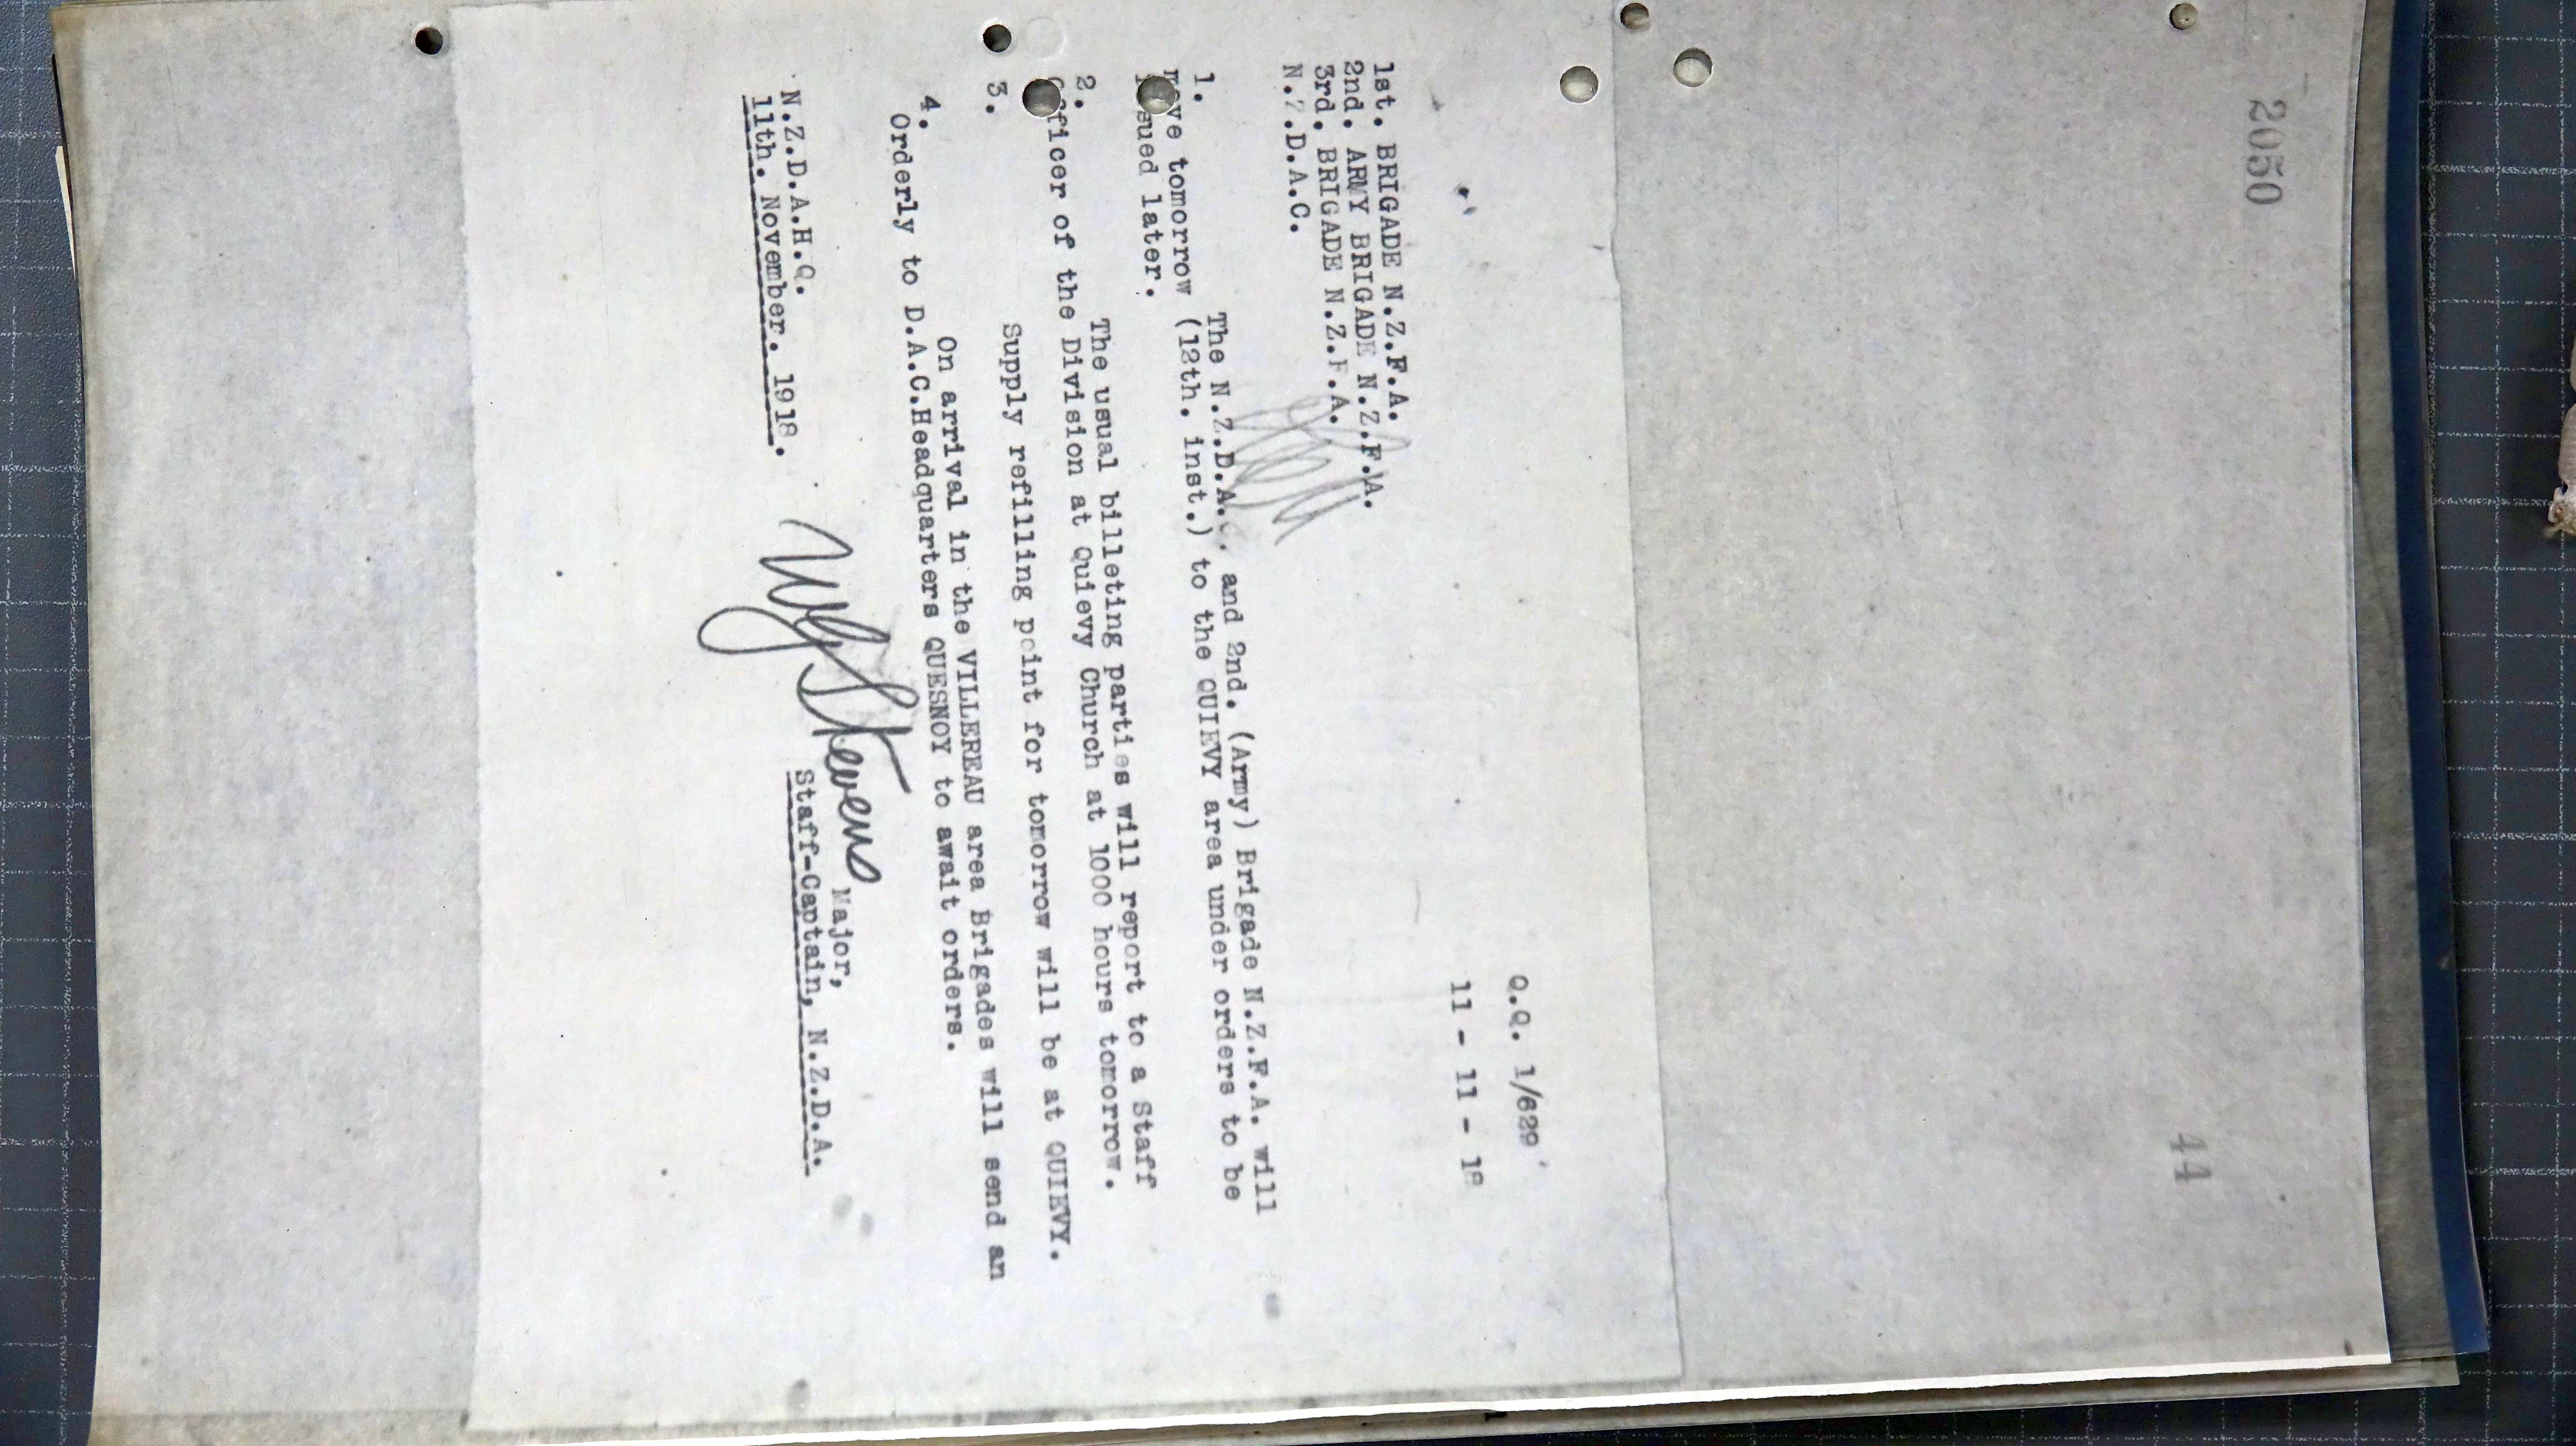 2050
44
Q.Q. 1/629
11 - 11 - 18
1st. BRIGADE N.Z.F.A.
2nd. ARMY BRIGADE N.Z.F.A.
3rd. BRIGADE N.Z.F.A.
N.Z.D.A.C.
1. The N.Z.D.A.C. and 2nd. (Army) Brigade N.Z.F.A. will
move tomorrow (12th. inst.) to the QUIEVY area under orders to be
issued later.
2. The usual billeting parties will report to a Staff
Officer of the Division at Quievy Church at 1000 hours tomorrow.
3. Supply refilling point for tomorrow will be at QUIEVY.
4. On arrival in the VILLEREAU area Brigades will send an
Orderly to D.A.C.Headquarters QUESNOY to await orders.
Stevens
Major,
N.Z.D.A.H.Q. Staff-Captain, N.Z.D.A.
11th. November. 1918.